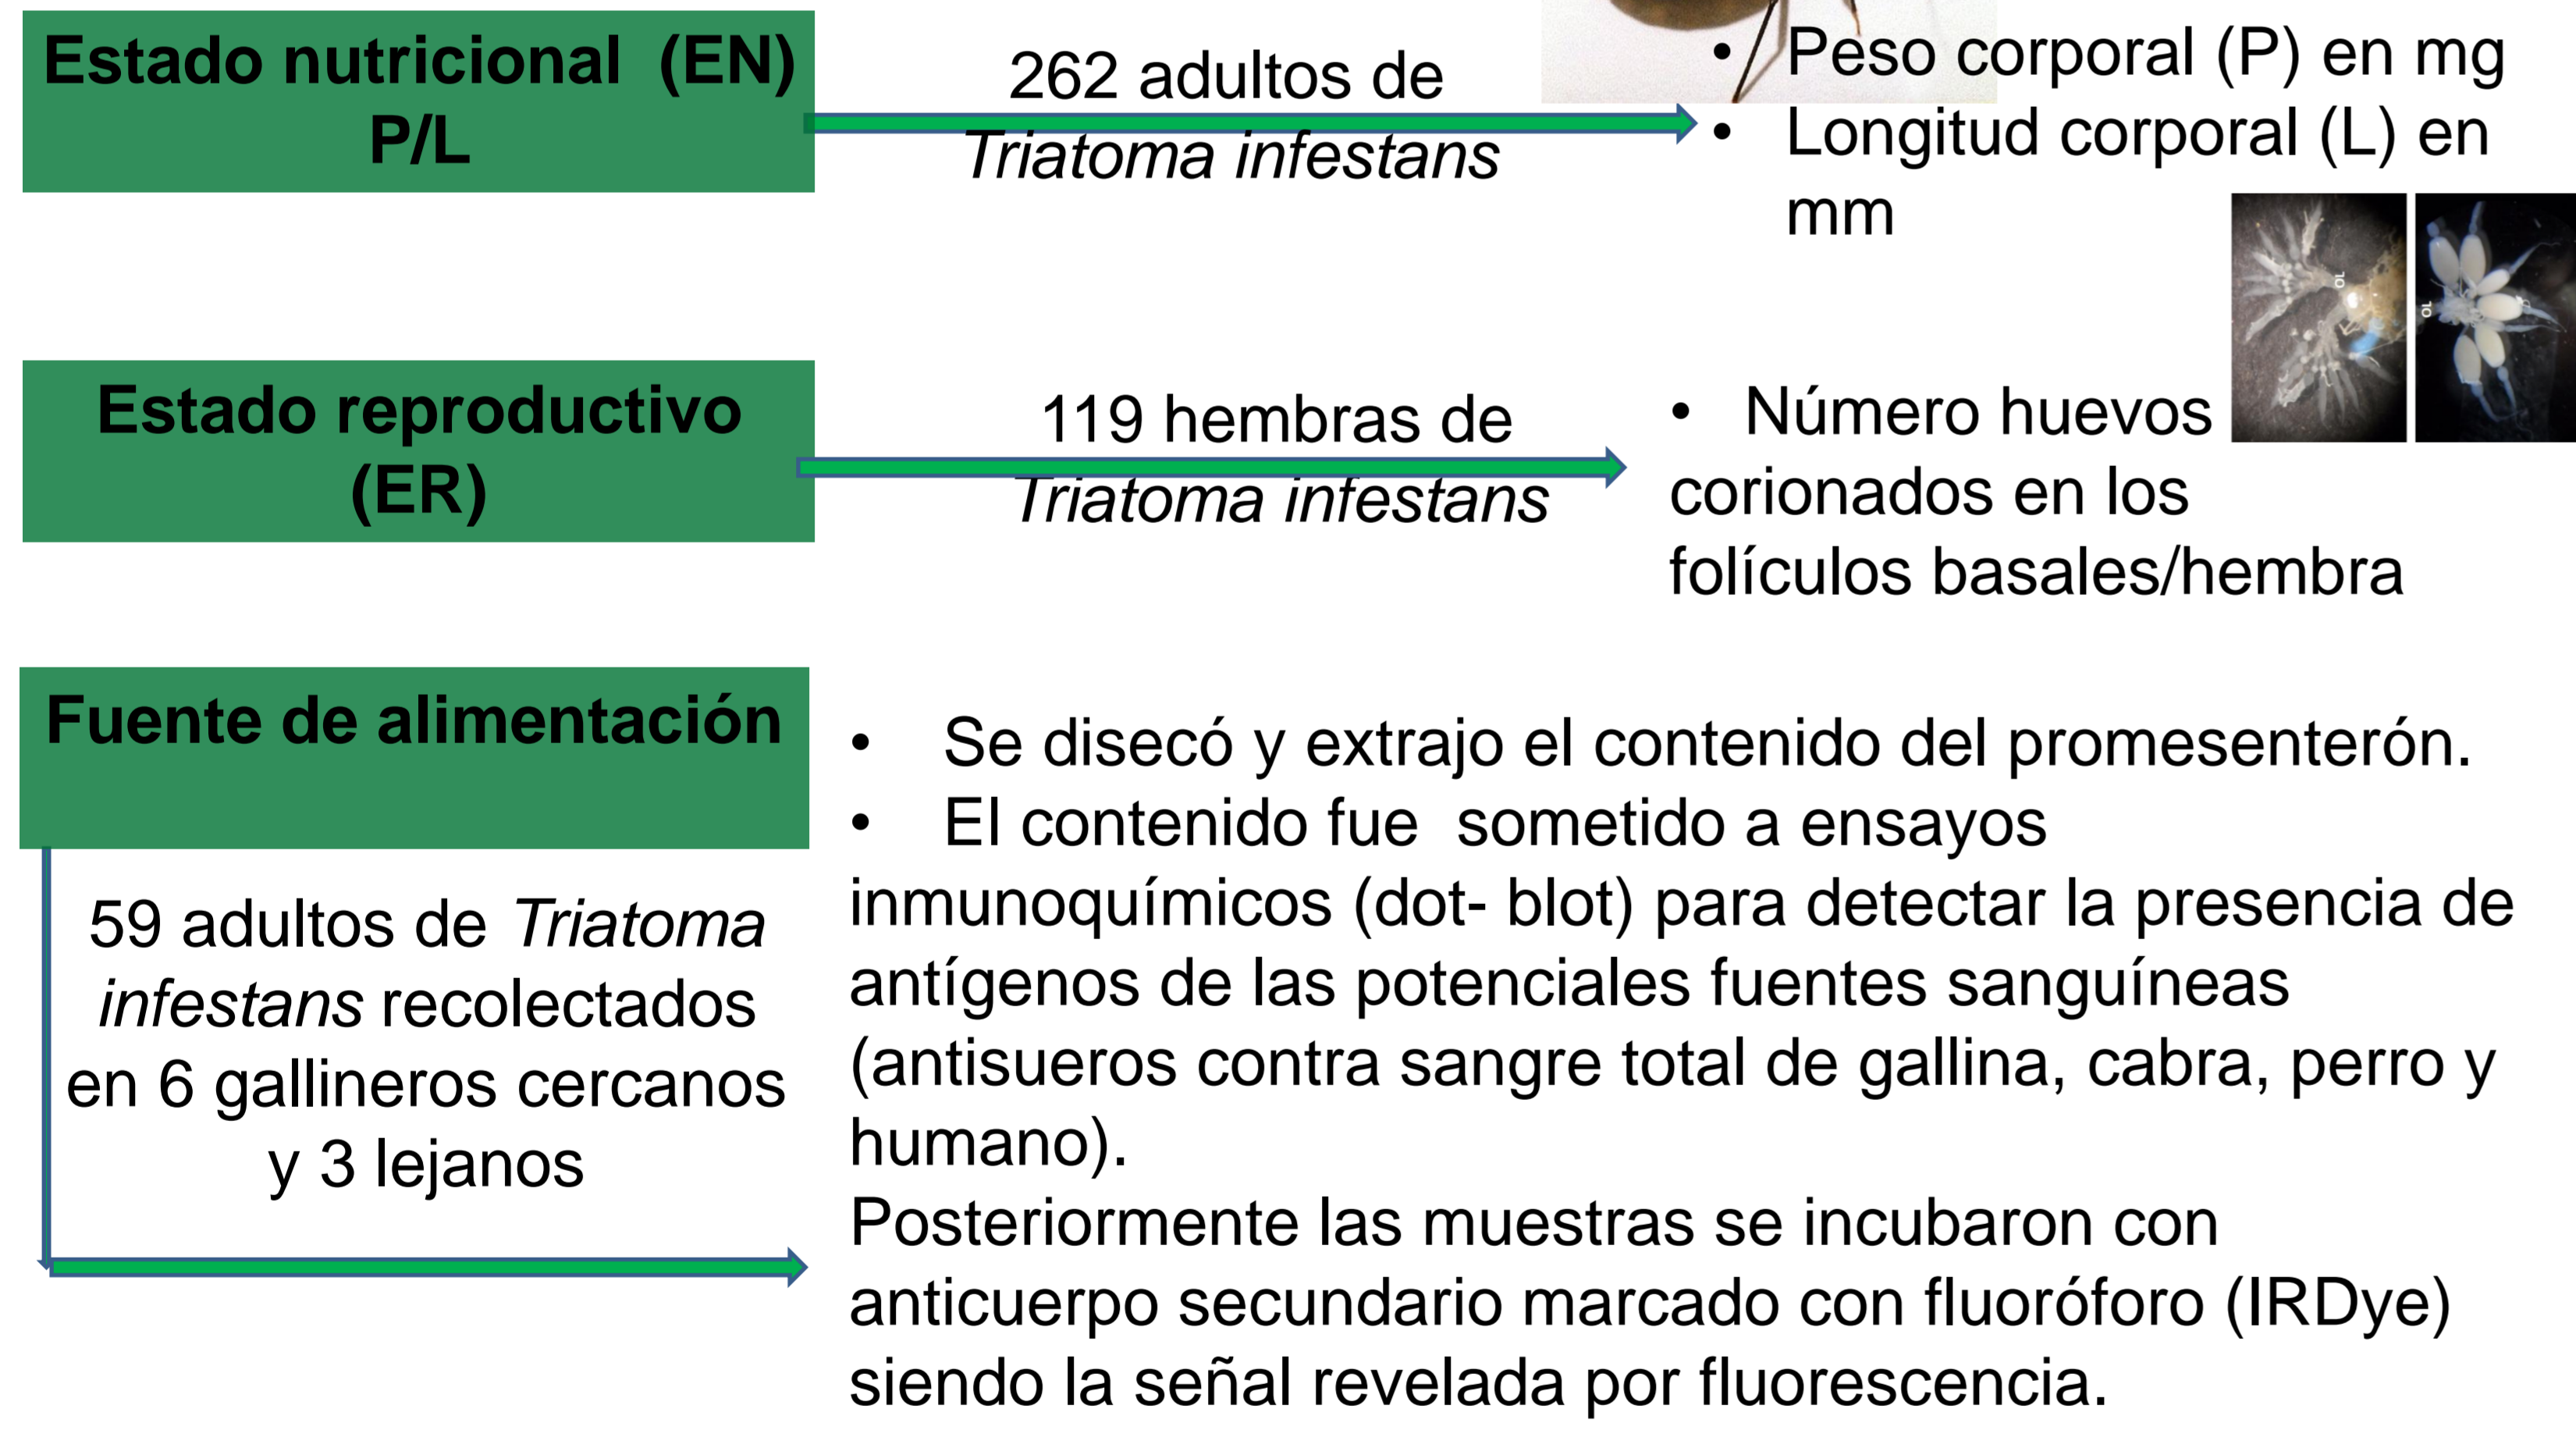 Estado nutricional (EN)
P/L
262 adultos de
Triatoma infestans
• Peso corporal (P) en mg
• Longitud corporal (L) en
mm
OL
OL
Estado reproductivo
(ER)
119 hembras de
Triatoma infestans
• Número huevos
corionados en los
folículos basales/hembra
Fuente de alimentación
59 adultos de Triatoma
infestans recolectados
en 6 gallineros cercanos
y 3 lejanos
• Se disecó y extrajo el contenido del promesenterón.
• El contenido fue sometido a ensayos
inmunoquímicos (dot- blot) para detectar la presencia de
antígenos de las potenciales fuentes sanguíneas
(antisueros contra sangre total de gallina, cabra, perro y
humano).
Posteriormente las muestras se incubaron con
anticuerpo secundario marcado con fluoróforo (IRDye)
siendo la señal revelada por fluorescencia.